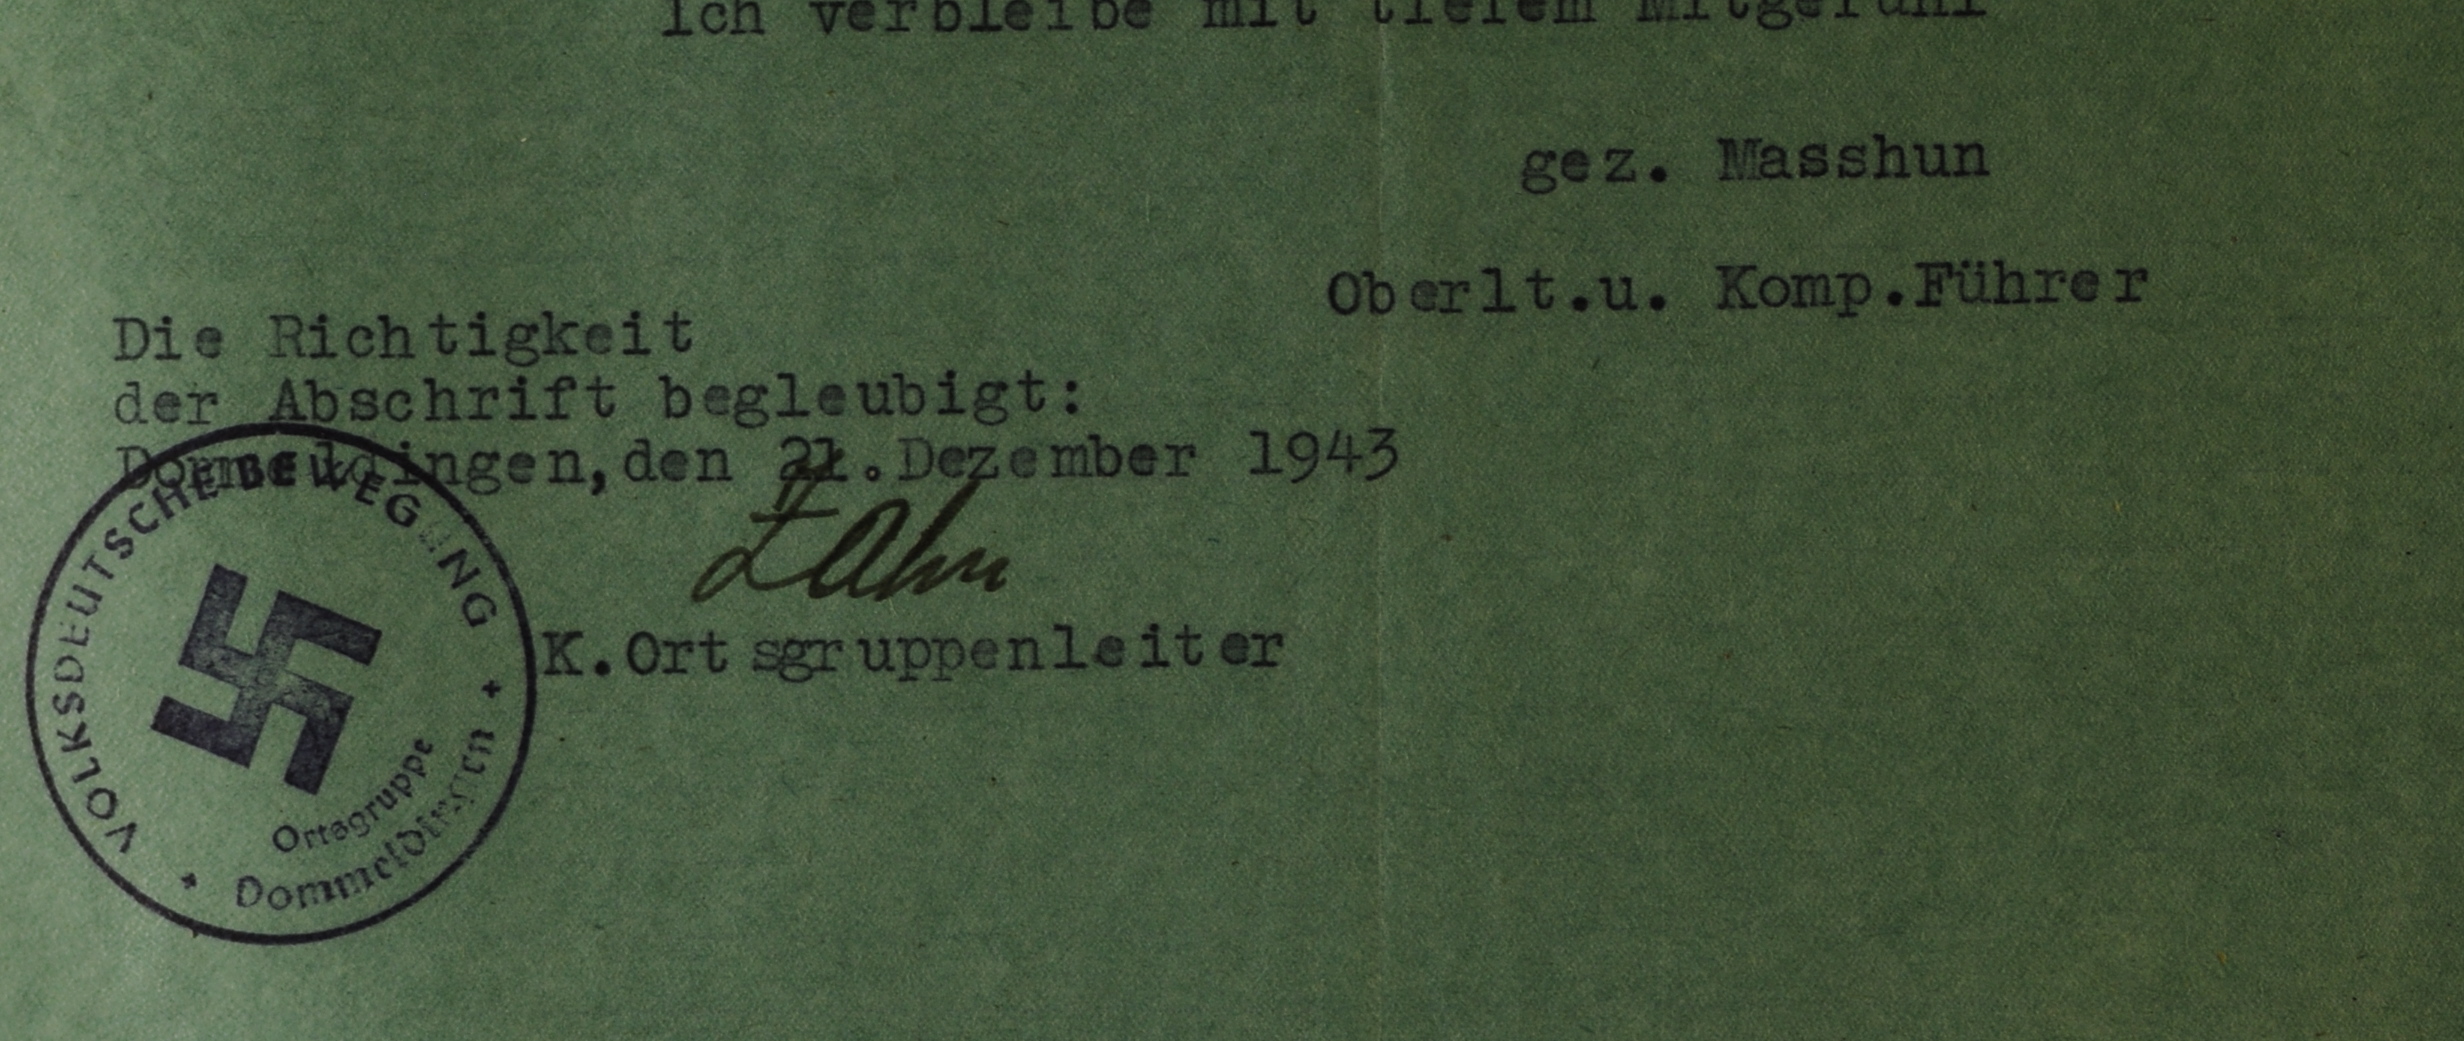 Ich verbleibe mit tiefem Mitgefühl
gez. Masshun
Oberlt.u. Komp.Führer
Die Richtigkeit
der Abschrift begleubigt:
Dommeldingen,den 21.Dezember 1943
Zahn
K.Ortsgruppenleiter
VOLKSDEUTSCHE BEWEGUNG
Ortsgruppe
Dommeldingen